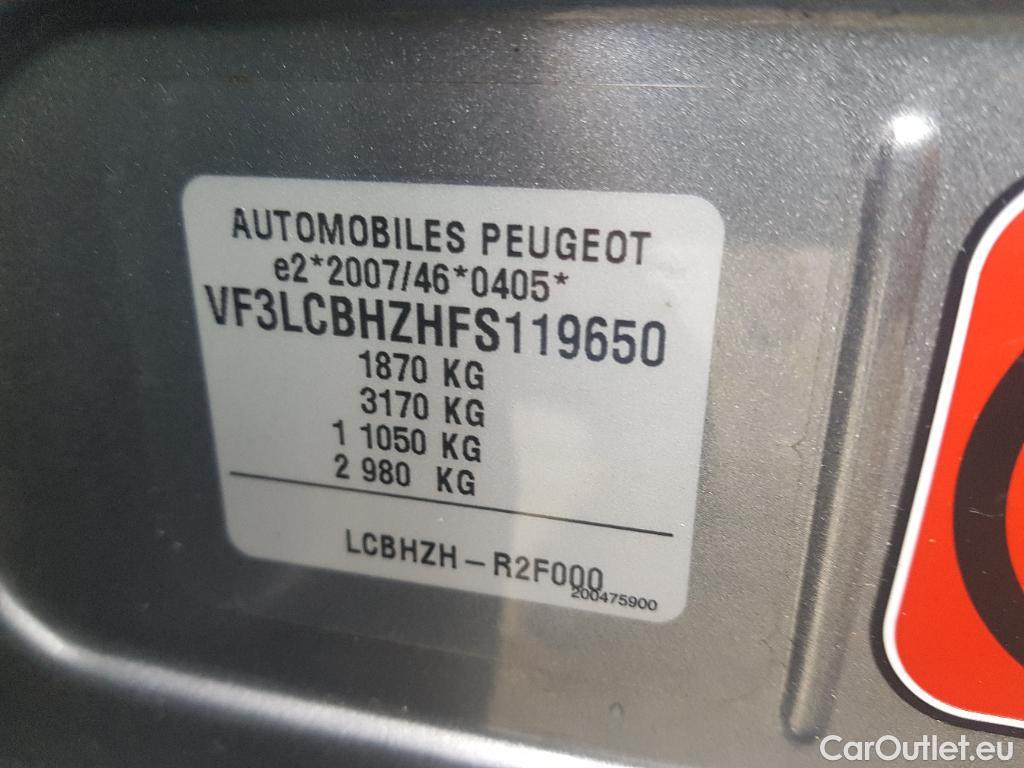 AUTOMOBILES PEUGEOT
e2*2007/46*0405*
VF3LCBHZHFS119650
1870 KG
3170 KG
1 1050 KG
2 980 KG
LCBHZH - R2F000
200475900
CarOutlet.eu